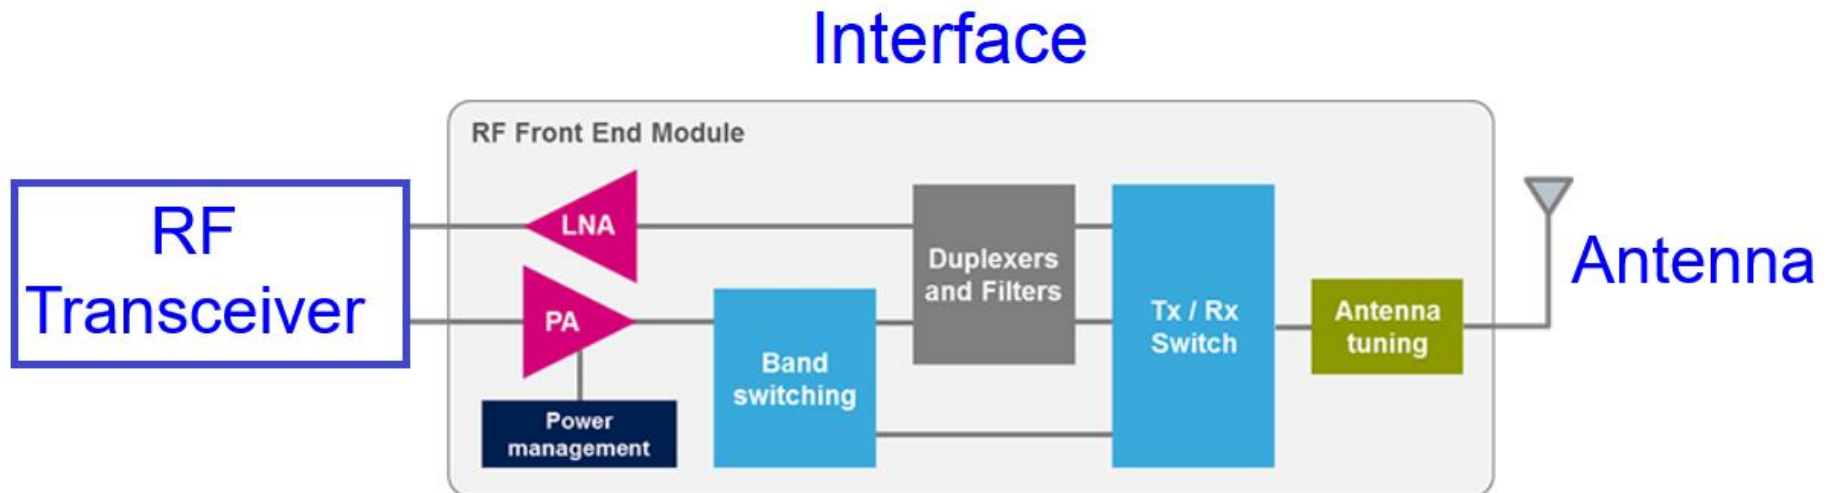 Interface
RF Front End Module
RF
Transceiver
LNA
PA
Power
management
Band
switching
Duplexers
and Filters
Tx / Rx
Switch
Antenna
tuning
Antenna